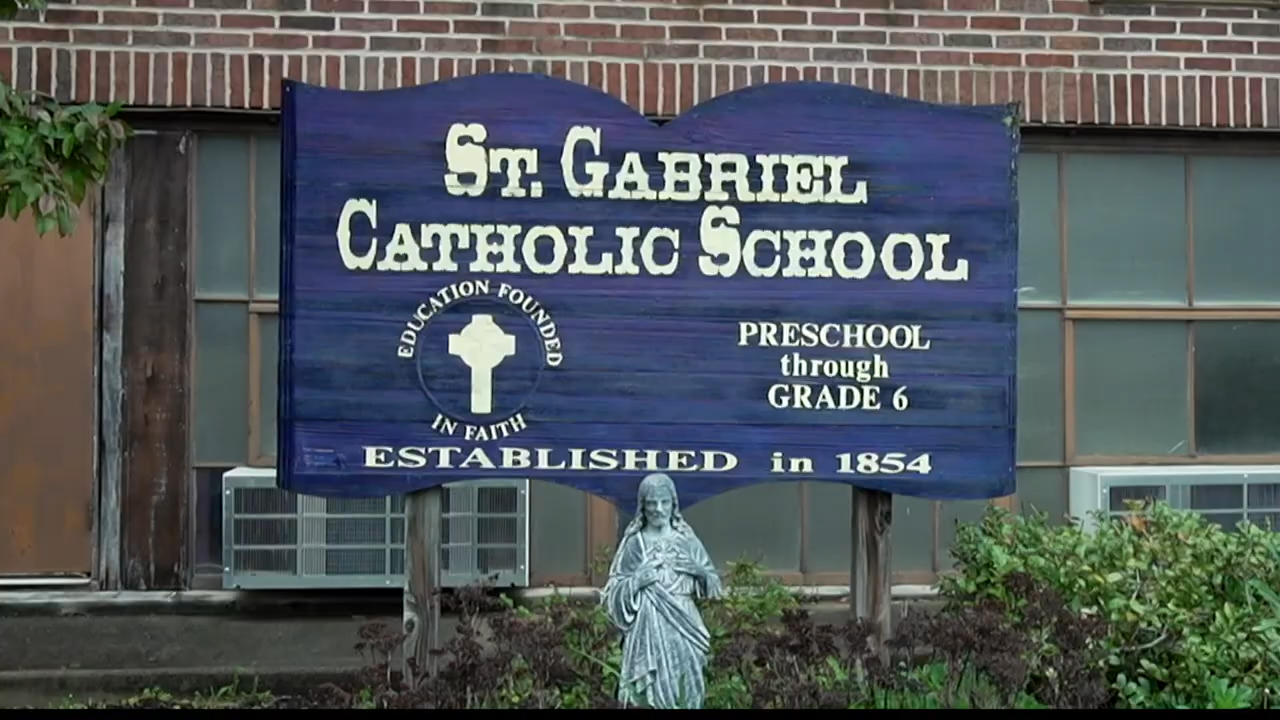 ST. GABRIEL
CATHOLIC SCHOOL
EDUCATION FOUNDED
IN FAITH
PRESCHOOL
through
GRADE 6
ESTABLISHED in 1854